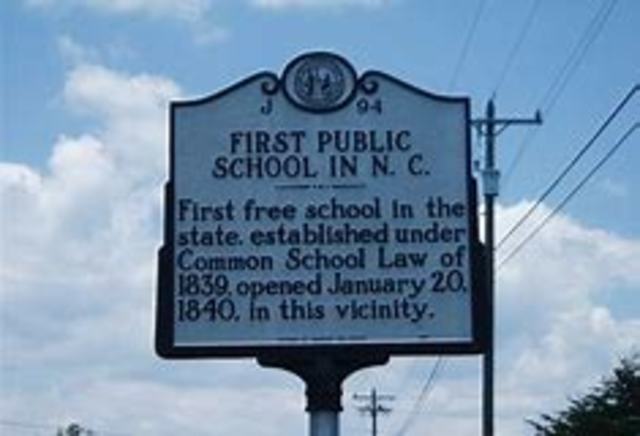 J 94
FIRST PUBLIC
SCHOOL IN N. C.
First free school in the
state, established under
Common School Law of
1839, opened January 20,
1840, in this vicinity.